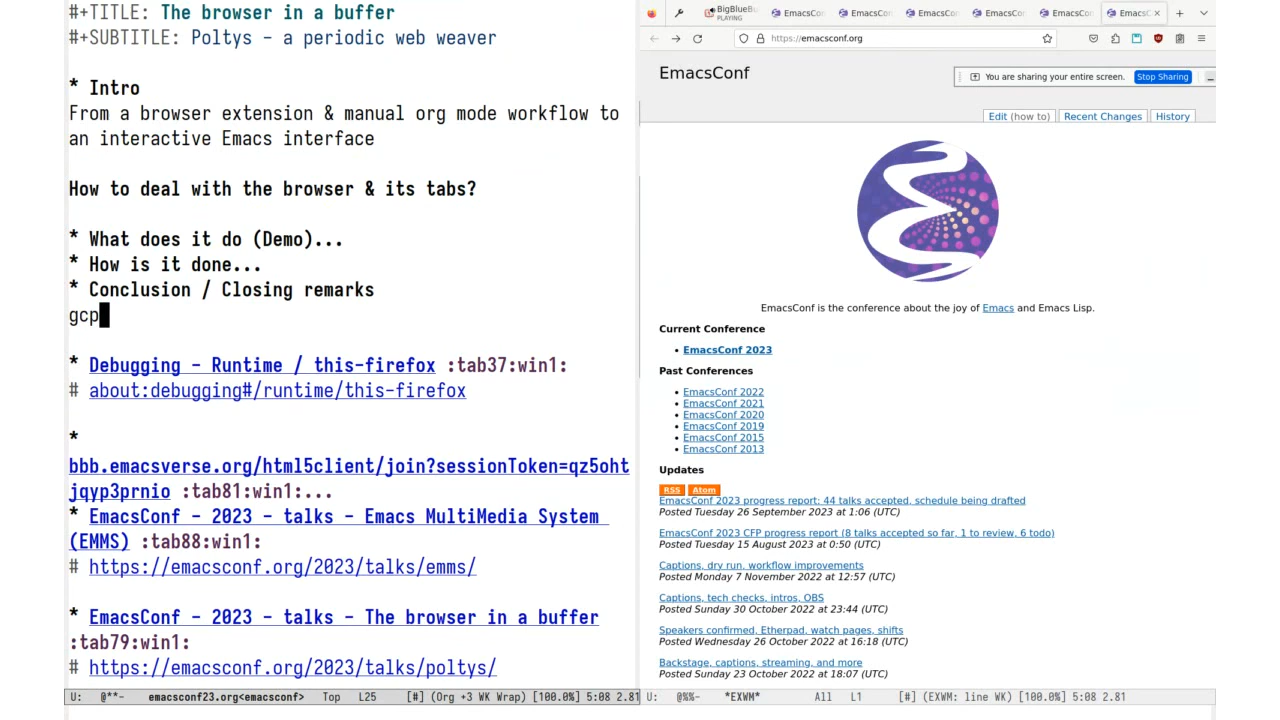 #+TITLE: The browser in a buffer
#+SUBTITLE: Poltys - a periodic web weaver
* Intro
From a browser extension & manual org mode workflow to
an interactive Emacs interface
How to deal with the browser & its tabs?
* What does it do (Demo)...
* How is it done...
* Conclusion / Closing remarks
gcp
* Debugging - Runtime / this-firefox :tab37:win1:
# about:debugging#/runtime/this-firefox
*
bbb.emacsverse.org/html5client/join?sessionToken=qz5oht
jqyp3prnio :tab81:win1:...
* EmacsConf - 2023 - talks - Emacs MultiMedia System
(EMMS) :tab88:win1:
# https://emacsconf.org/2023/talks/emms/
* EmacsConf - 2023 - talks - The browser in a buffer
:tab79:win1:
# https://emacsconf.org/2023/talks/poltys/
U: @**- emacsconf23.org<emacsconf> Top L25 [#] (Org +3 WK Wrap) [100.0%] 5:08 2.81
BigBlueBu
PLAYING
EmacsCon
EmacsCon
EmacsCon
EmacsCon
EmacsCon
EmacsC
https://emacsconf.org
EmacsConf
You are sharing your entire screen. Stop Sharing
Edit (how to) Recent Changes History
EmacsConf is the conference about the joy of Emacs and Emacs Lisp.
Current Conference
• EmacsConf 2023
Past Conferences
• EmacsConf 2022
• EmacsConf 2021
• EmacsConf 2020
• EmacsConf 2019
• EmacsConf 2015
• EmacsConf 2013
Updates
RSS Atom
EmacsConf 2023 progress report: 44 talks accepted, schedule being drafted
Posted Tuesday 26 September 2023 at 1:06 (UTC)
EmacsConf 2023 CFP progress report (8 talks accepted so far, 1 to review, 6 todo)
Posted Tuesday 15 August 2023 at 0:50 (UTC)
Captions, dry run, workflow improvements
Posted Monday 7 November 2022 at 12:57 (UTC)
Captions, tech checks, intros, OBS
Posted Sunday 30 October 2022 at 23:44 (UTC)
Speakers confirmed, Etherpad, watch pages, shifts
Posted Wednesday 26 October 2022 at 16:18 (UTC)
Backstage, captions, streaming, and more
Posted Sunday 23 October 2022 at 18:07 (UTC)
U: @%%- *EXWM* All L1 [#] (EXWM: line WK) [100.0%] 5:08 2.81